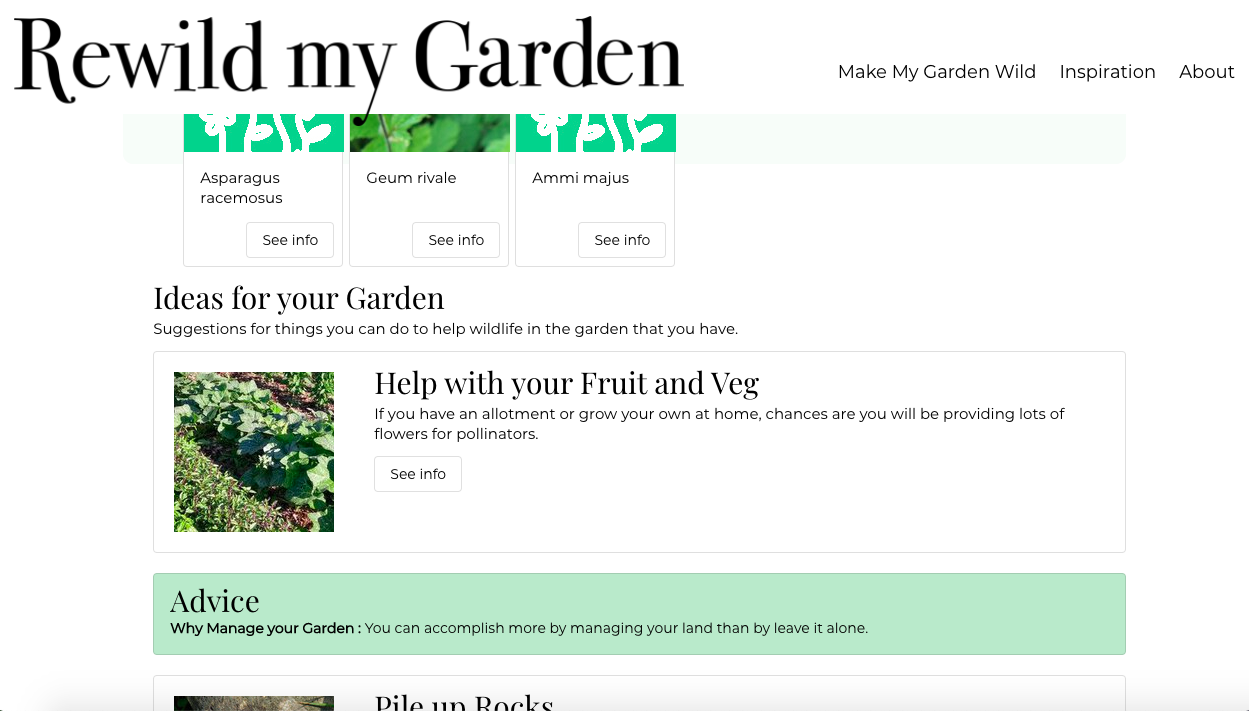 Rewild my Garden
Make My Garden Wild Inspiration About
Asparagus
racemosus
Geum rivale
Ammi majus
See info
See info
See info
Ideas for your Garden
Suggestions for things you can do to help wildlife in the garden that you have.
Help with your Fruit and Veg
If you have an allotment or grow your own at home, chances are you will be providing lots of
flowers for pollinators.
See info
Advice
Why Manage your Garden : You can accomplish more by managing your land than by leave it alone.
Pile up Rocks